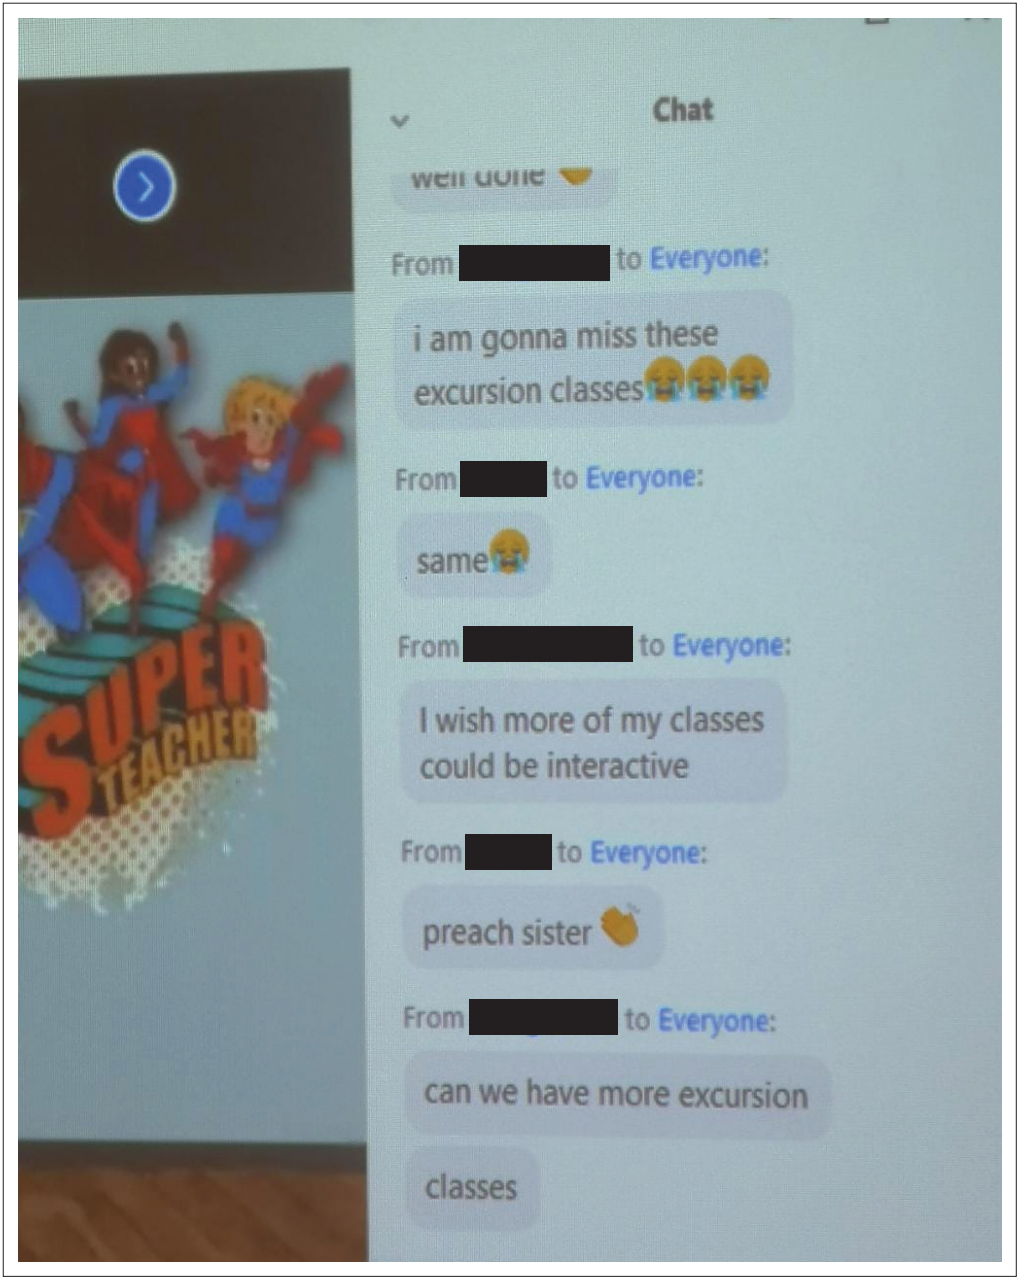 Chat
well done
From to Everyone:
i am gonna miss these
excursion classes😭😭😭
From to Everyone:
same😭
From to Everyone:
I wish more of my classes
could be interactive
From to Everyone:
preach sister 👏
From to Everyone:
can we have more excursion
classes
SUPER
TEACHER